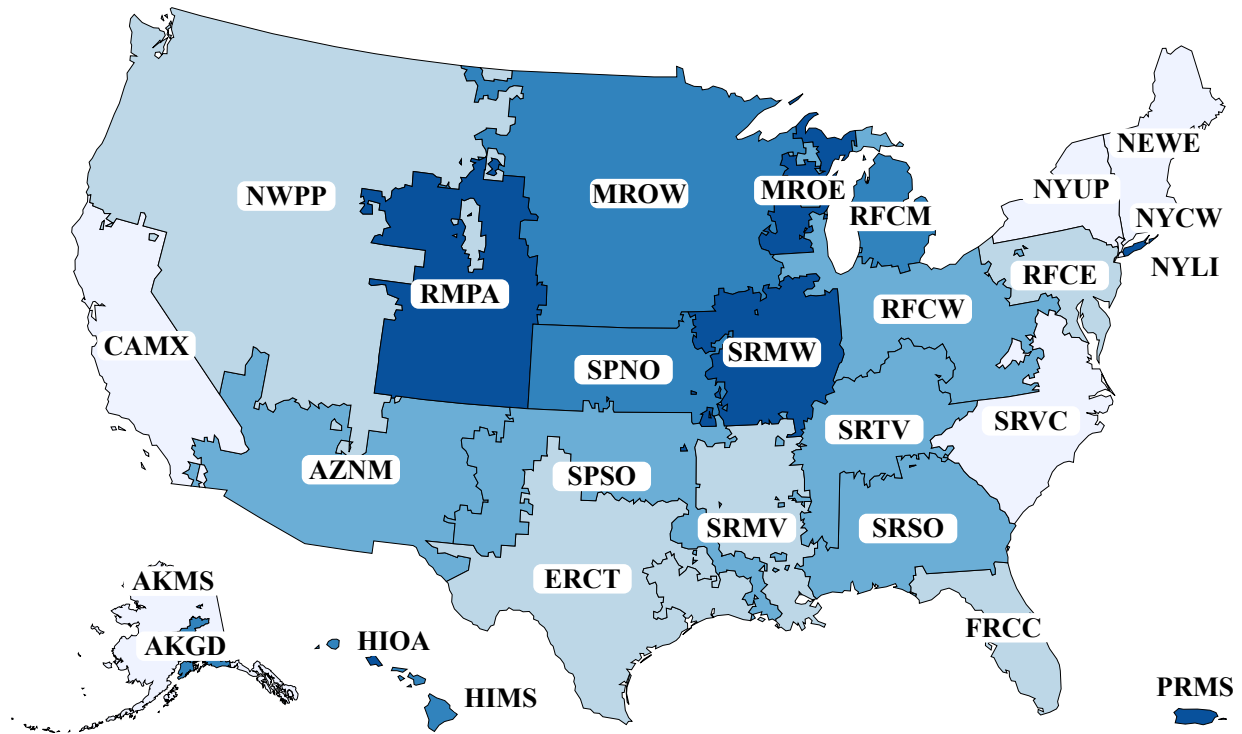 NEWE
NWPP
MROW
MROE
NYUP
RFCM
NYCW
NYLI
RFCE
RMPA
RFCW
CAMX
SRMW
SPNO
SRVC
SRTV
AZNM
SPSO
SRMV
SRSO
ERCT
AKMS
FRCC
HIOA
AKGD
PRMS
HIMS